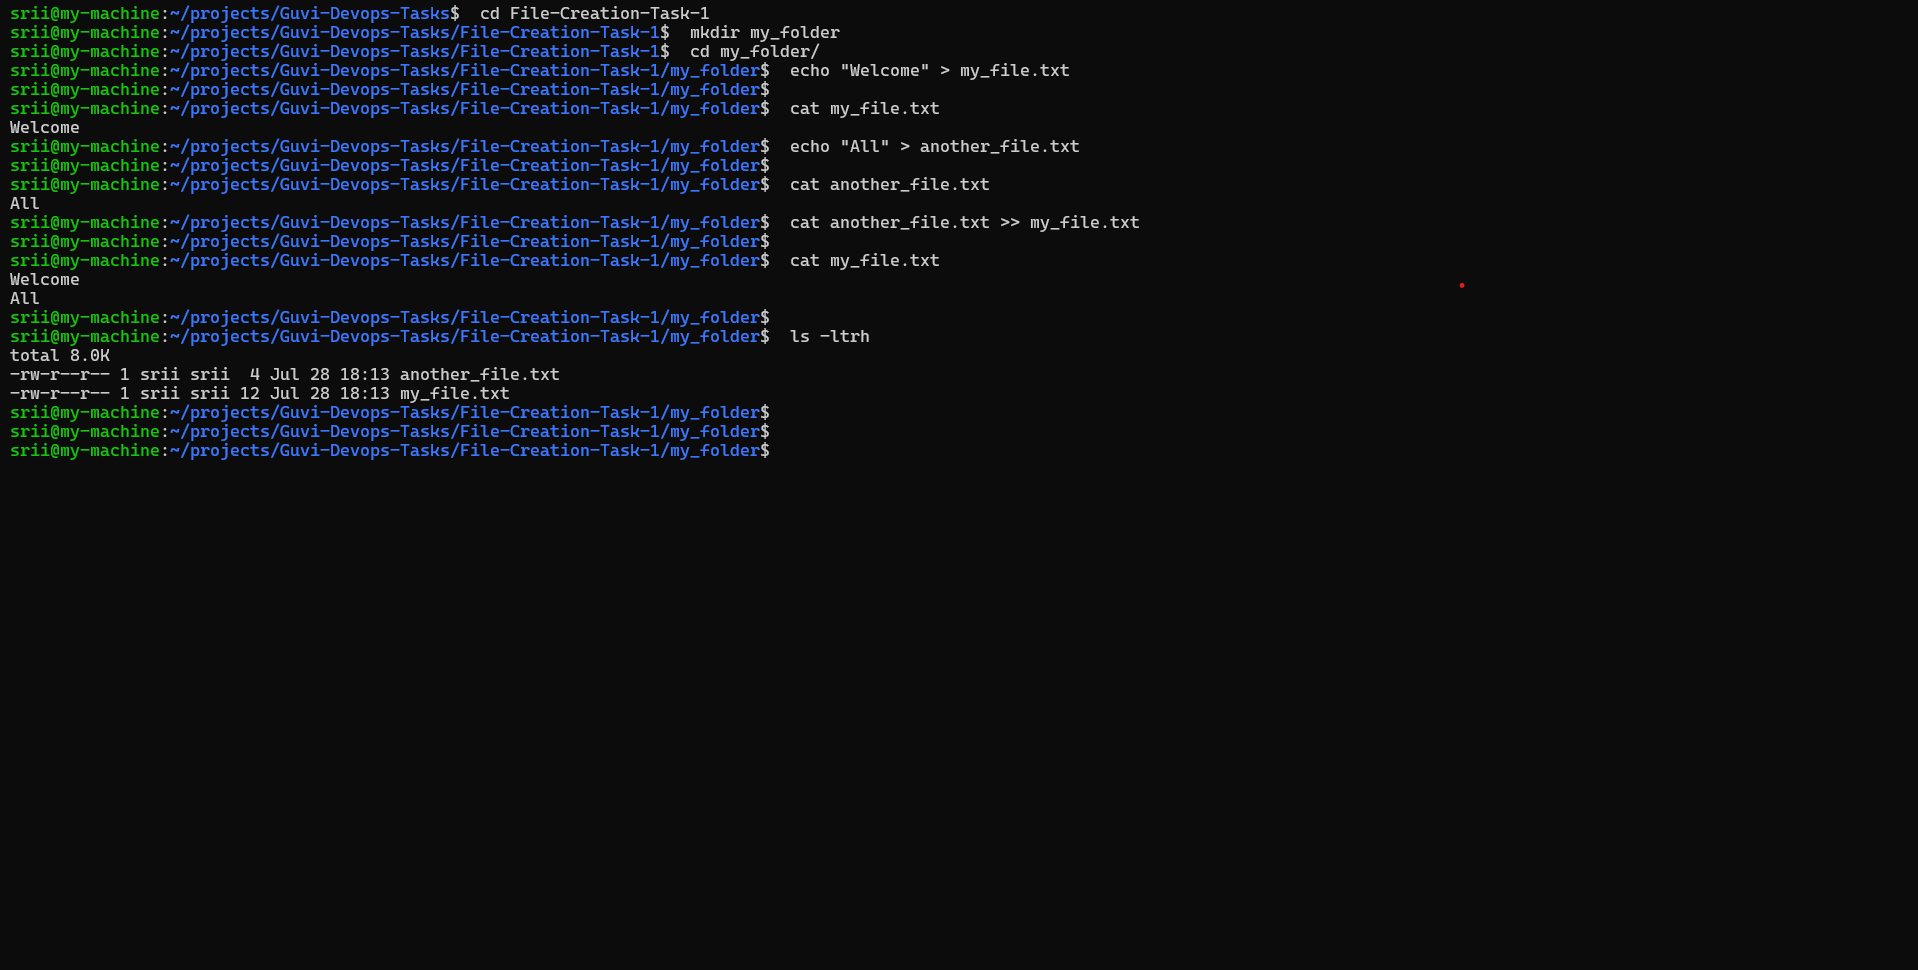 srii@my-machine:~/projects/Guvi-Devops-Tasks$  cd File-Creation-Task-1
srii@my-machine:~/projects/Guvi-Devops-Tasks/File-Creation-Task-1$  mkdir my_folder
srii@my-machine:~/projects/Guvi-Devops-Tasks/File-Creation-Task-1$  cd my_folder/
srii@my-machine:~/projects/Guvi-Devops-Tasks/File-Creation-Task-1/my_folder$  echo "Welcome" > my_file.txt
srii@my-machine:~/projects/Guvi-Devops-Tasks/File-Creation-Task-1/my_folder$
srii@my-machine:~/projects/Guvi-Devops-Tasks/File-Creation-Task-1/my_folder$  cat my_file.txt
Welcome
srii@my-machine:~/projects/Guvi-Devops-Tasks/File-Creation-Task-1/my_folder$  echo "All" > another_file.txt
srii@my-machine:~/projects/Guvi-Devops-Tasks/File-Creation-Task-1/my_folder$
srii@my-machine:~/projects/Guvi-Devops-Tasks/File-Creation-Task-1/my_folder$  cat another_file.txt
All
srii@my-machine:~/projects/Guvi-Devops-Tasks/File-Creation-Task-1/my_folder$  cat another_file.txt >> my_file.txt
srii@my-machine:~/projects/Guvi-Devops-Tasks/File-Creation-Task-1/my_folder$
srii@my-machine:~/projects/Guvi-Devops-Tasks/File-Creation-Task-1/my_folder$  cat my_file.txt
Welcome
All
srii@my-machine:~/projects/Guvi-Devops-Tasks/File-Creation-Task-1/my_folder$
srii@my-machine:~/projects/Guvi-Devops-Tasks/File-Creation-Task-1/my_folder$  ls -ltrh
total 8.0K
-rw-r--r-- 1 srii srii  4 Jul 28 18:13 another_file.txt
-rw-r--r-- 1 srii srii 12 Jul 28 18:13 my_file.txt
srii@my-machine:~/projects/Guvi-Devops-Tasks/File-Creation-Task-1/my_folder$
srii@my-machine:~/projects/Guvi-Devops-Tasks/File-Creation-Task-1/my_folder$
srii@my-machine:~/projects/Guvi-Devops-Tasks/File-Creation-Task-1/my_folder$